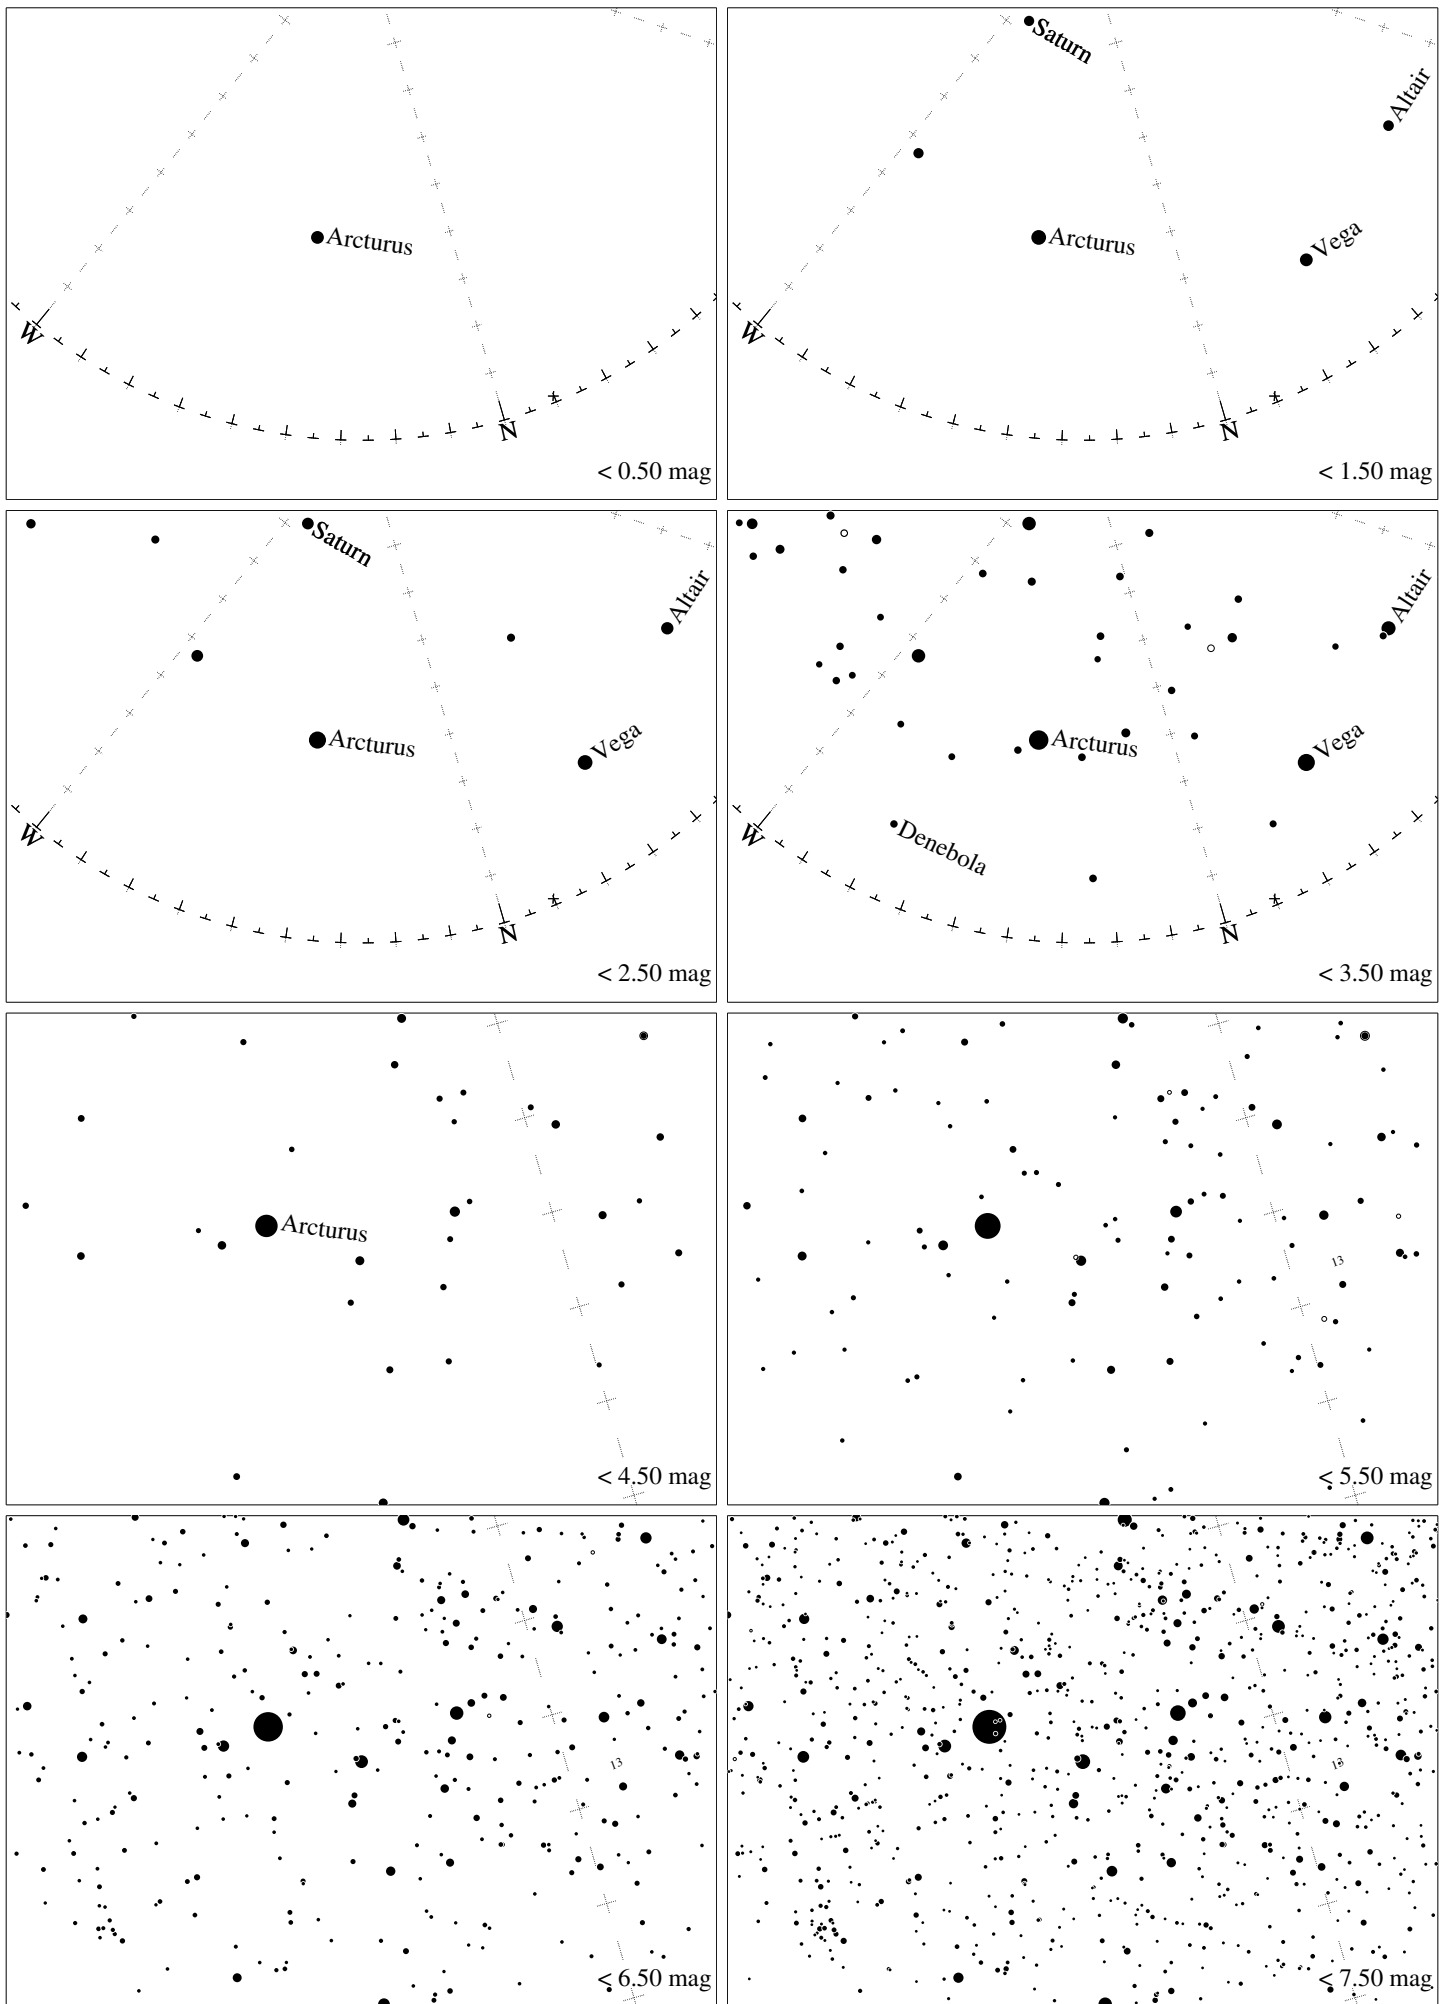 Arcturus
W
N
< 0.50 mag
Saturn
Altair
Vega
Arcturus
W
N
< 1.50 mag
Saturn
Altair
Arcturus
Vega
W
N
< 2.50 mag
Altair
Arcturus
Vega
Denebola
W
N
< 3.50 mag
Arcturus
< 4.50 mag
13
< 5.50 mag
13
< 6.50 mag
13
< 7.50 mag